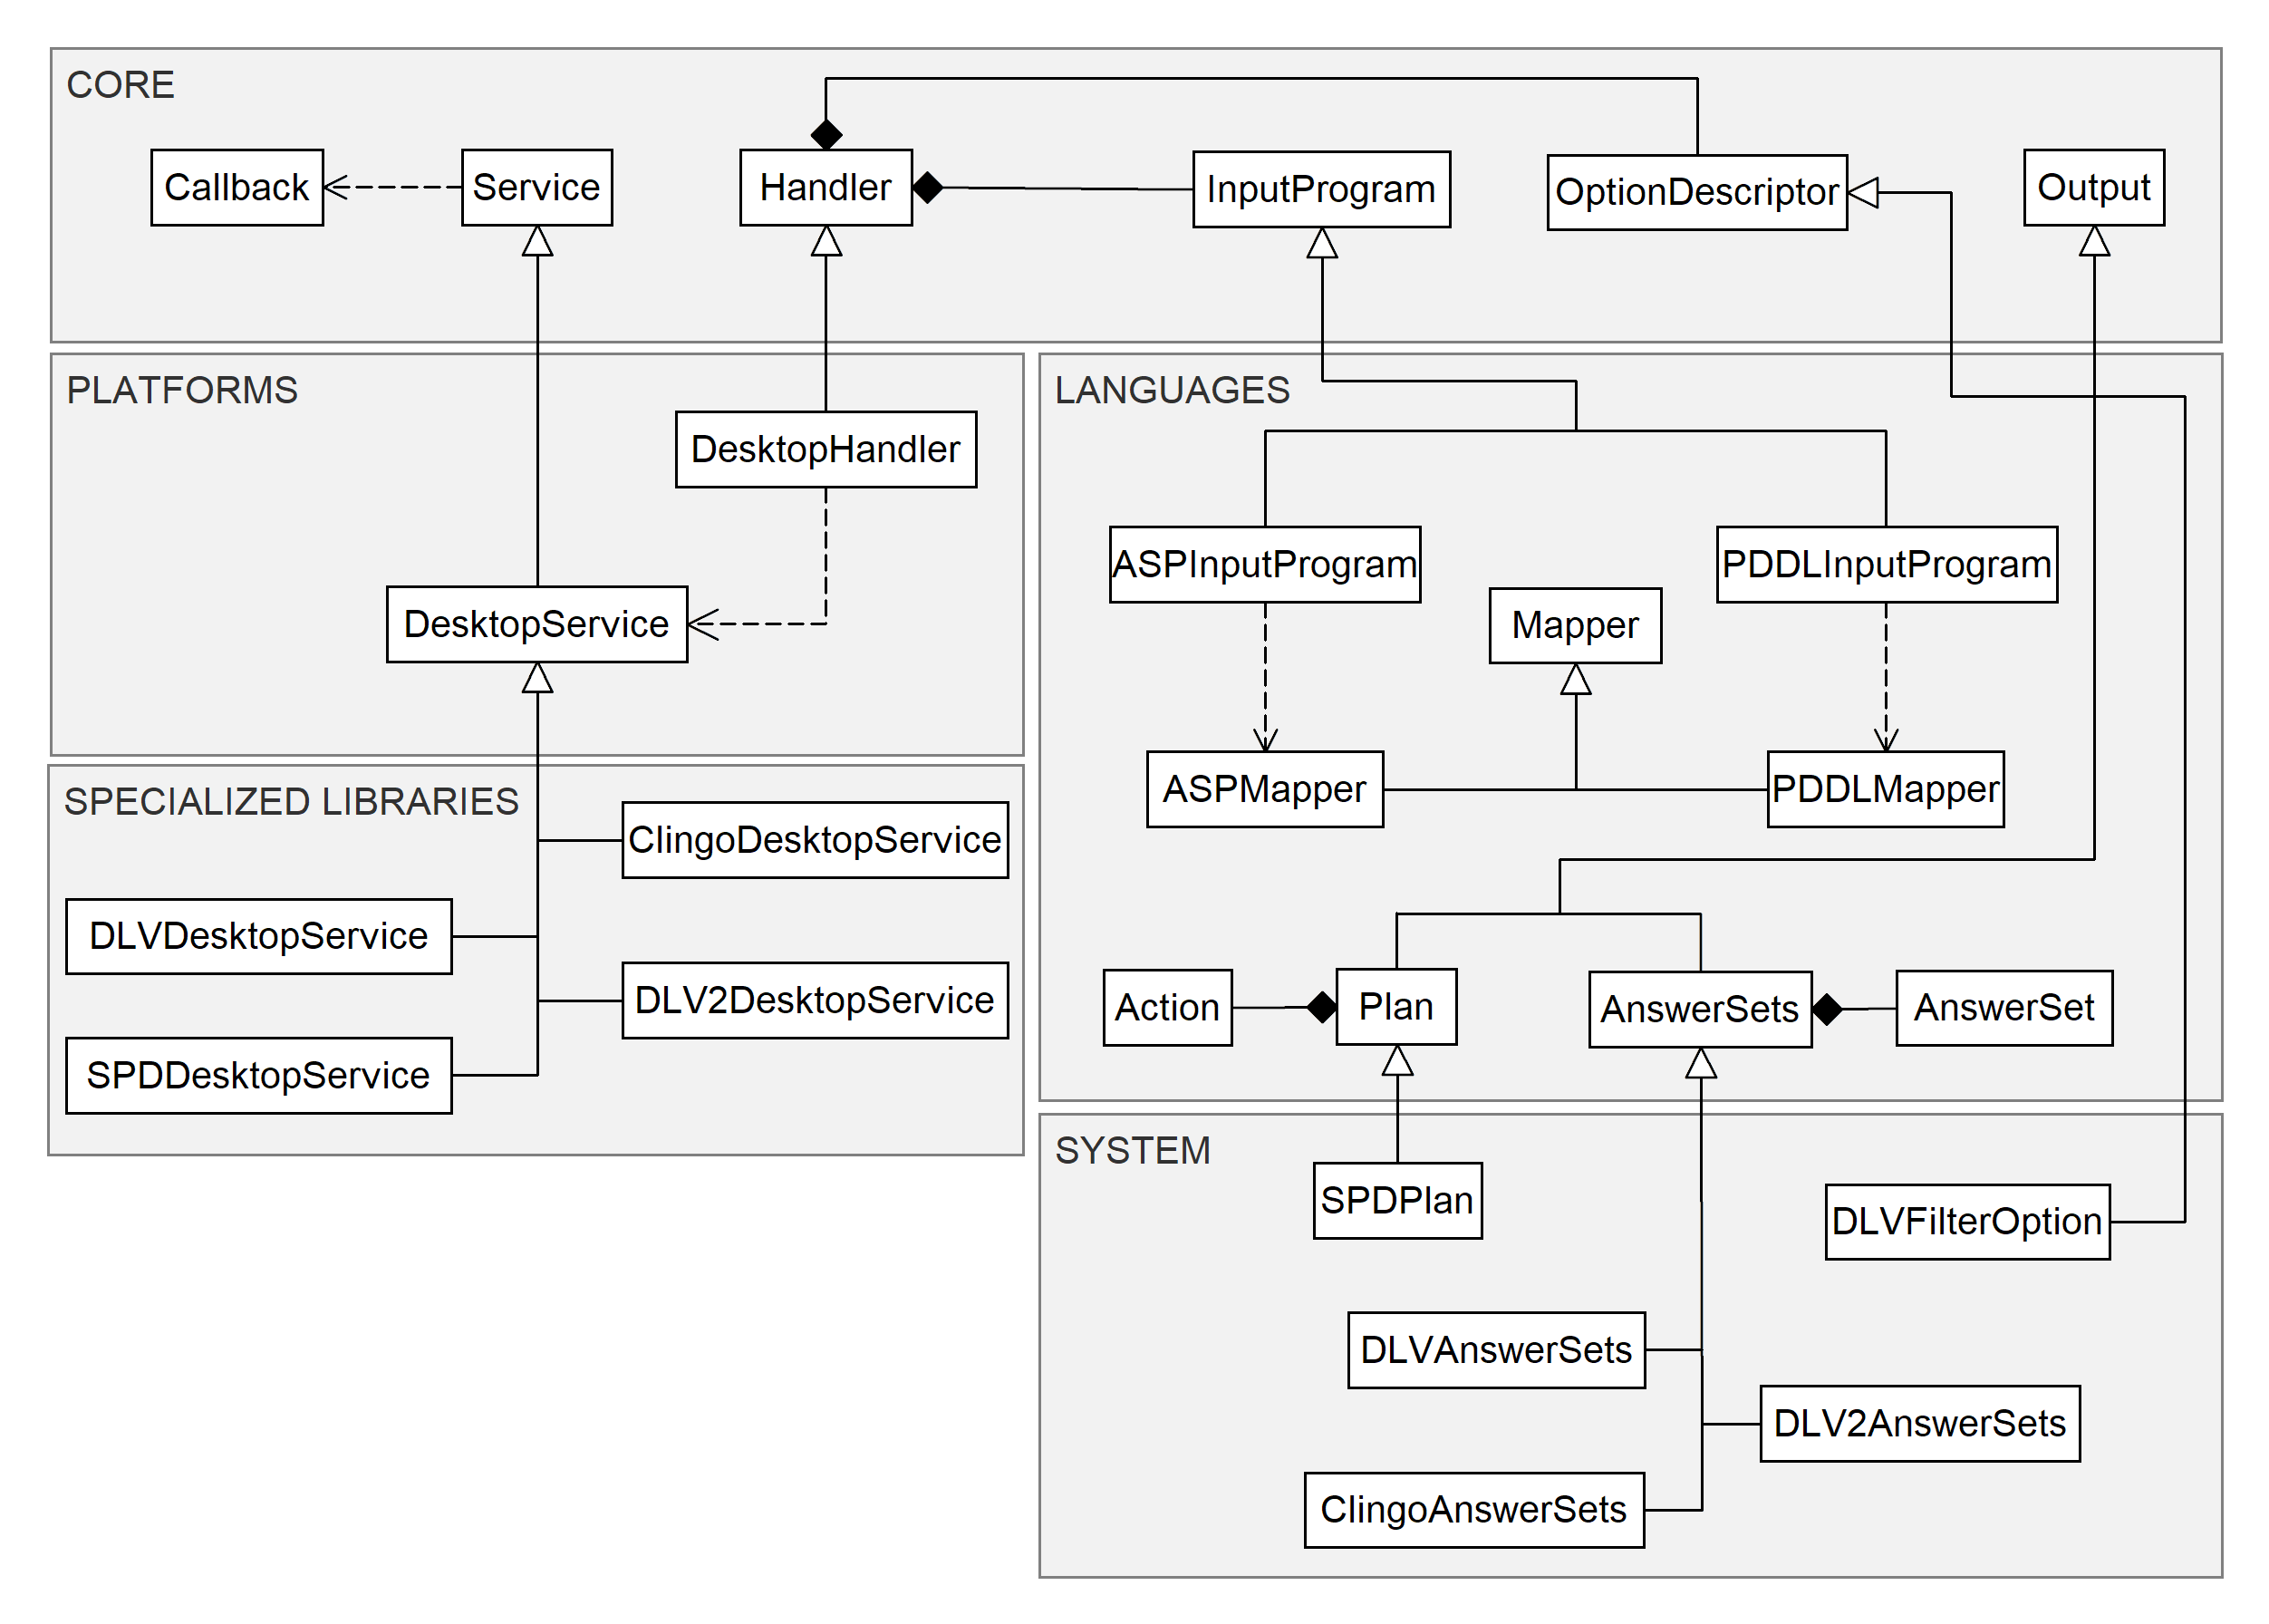 CORE
Callback
Service
Handler
InputProgram
OptionDescriptor
Output
PLATFORMS
DesktopHandler
DesktopService
LANGUAGES
ASPInputProgram
PDDLInputProgram
Mapper
ASPMapper
PDDLMapper
Action
Plan
AnswerSets
AnswerSet
SPECIALIZED LIBRARIES
ClingoDesktopService
DLVDesktopService
DLV2DesktopService
SPDDesktopService
SYSTEM
SPDPlan
DLVFilterOption
DLVAnswerSets
DLV2AnswerSets
ClingoAnswerSets